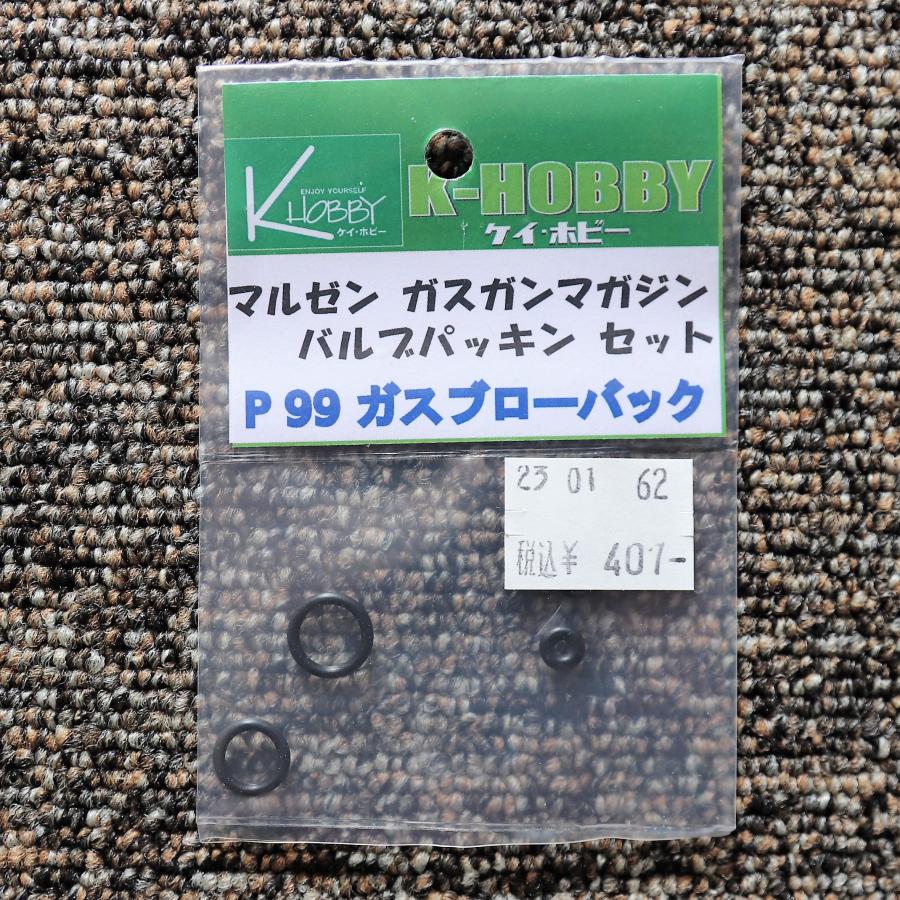 ENJOY YOURSELF
K HOBBY
ケイ・ホビー
K-HOBBY
ケイ・ホビー
マルゼン ガスガンマガジン
バルブパッキン セット
P99 ガスブローバック
23 01 62
税込¥ 401-